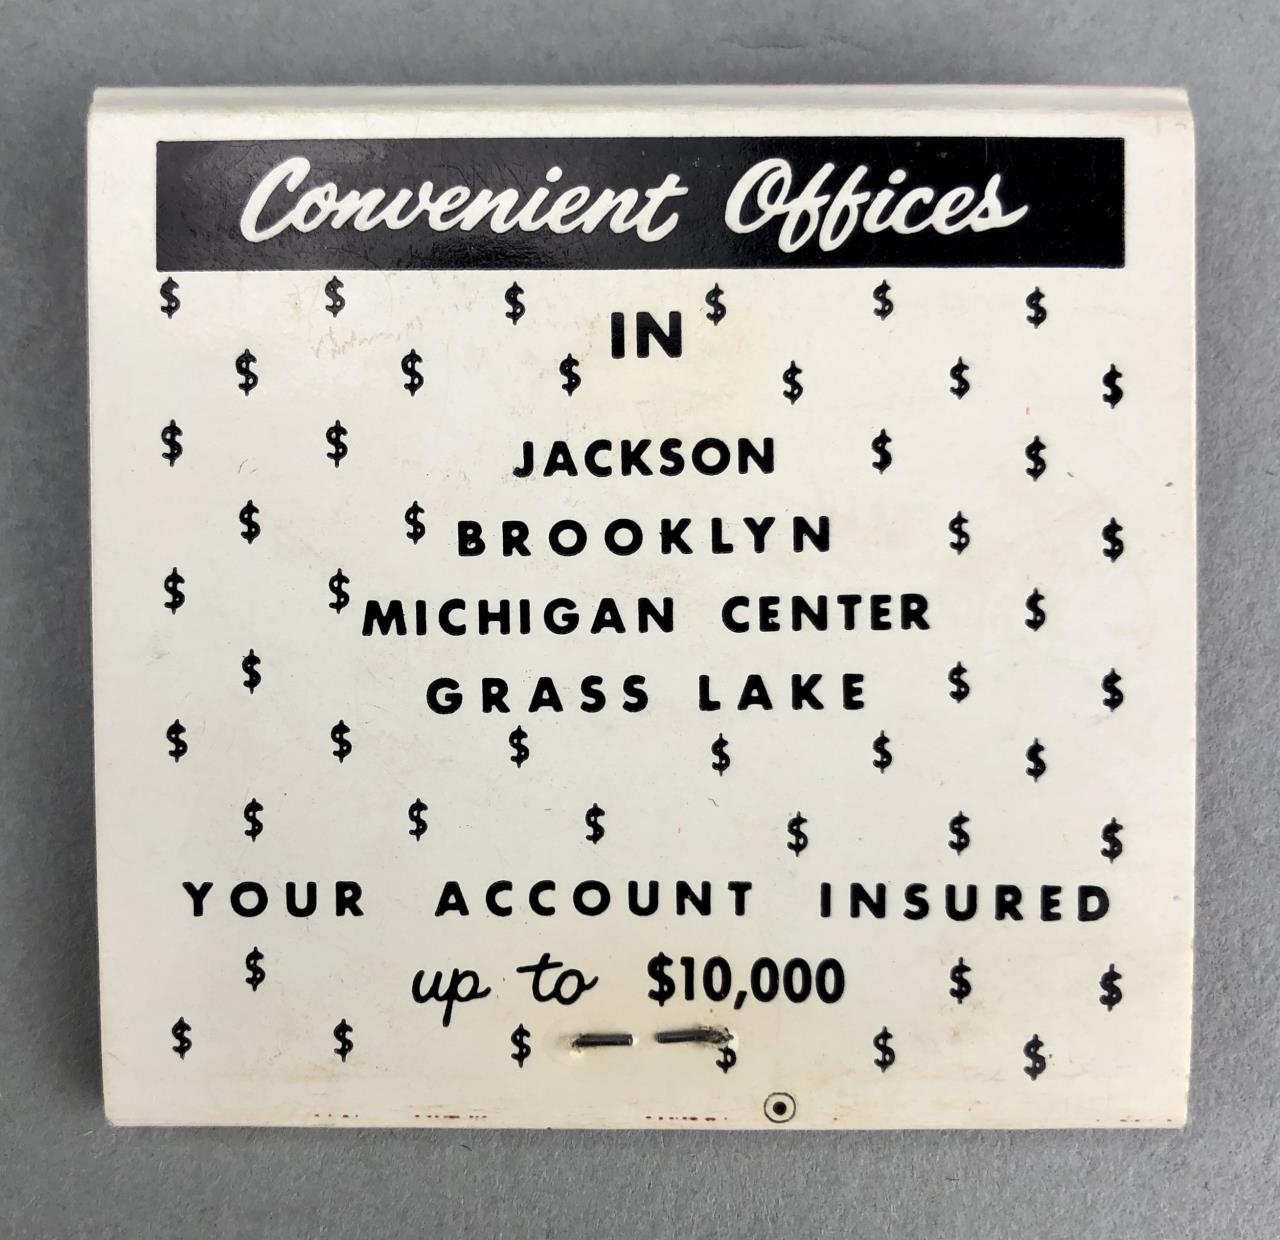 Convenient Offices
$ $ $ $ $ $
IN
$ $ $ $ $ $
$ $ JACKSON $ $
$ $ BROOKLYN $ $
$ $ MICHIGAN CENTER $
$ GRASS LAKE $ $
$ $ $ $ $ $
$ $ $ $ $ $
YOUR ACCOUNT INSURED
$ up to $10,000 $ $
$ $ $ $ $ $